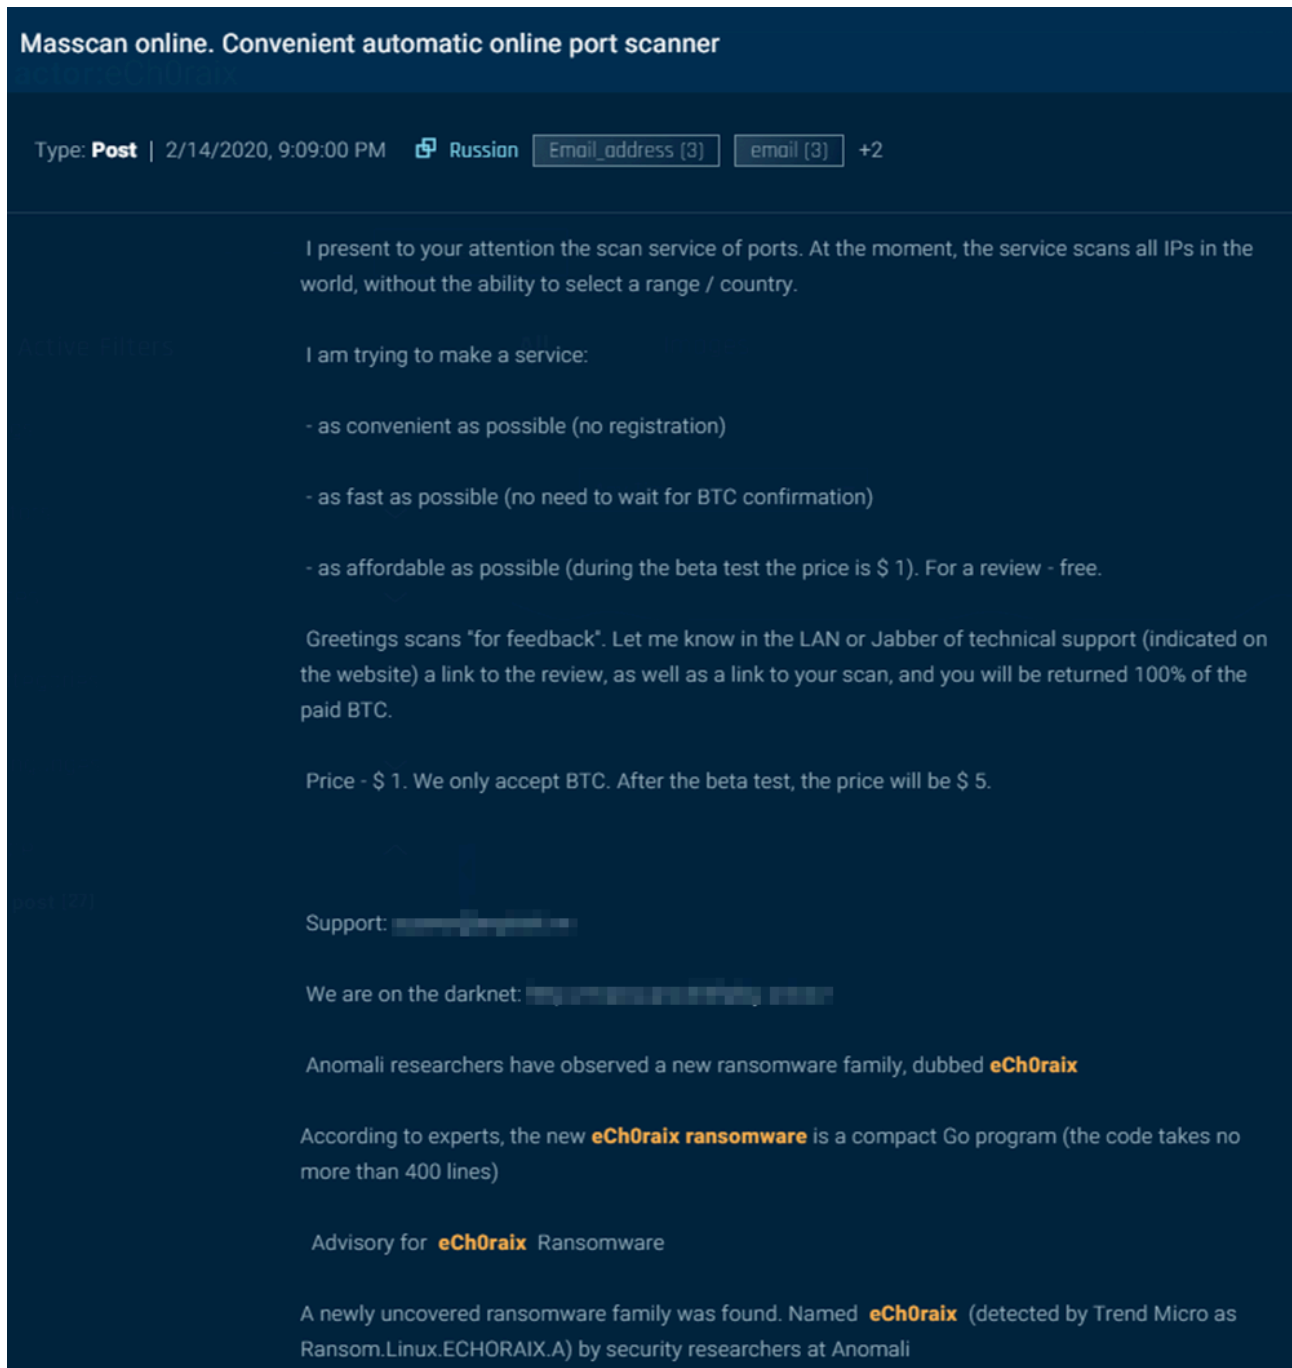 Masscan online. Convenient automatic online port scanner
actor:eCh0raix
Type: Post | 2/14/2020, 9:09:00 PM Russian Email_address (3) email (3) +2
I present to your attention the scan service of ports. At the moment, the service scans all IPs in the
world, without the ability to select a range / country.
Active Filters
I am trying to make a service:
- as convenient as possible (no registration)
- as fast as possible (no need to wait for BTC confirmation)
- as affordable as possible (during the beta test the price is $ 1). For a review - free.
Greetings scans "for feedback". Let me know in the LAN or Jabber of technical support (indicated on
the website) a link to the review, as well as a link to your scan, and you will be returned 100% of the
paid BTC.
Price - $ 1. We only accept BTC. After the beta test, the price will be $ 5.
post (27)
Support:
We are on the darknet:
Anomali researchers have observed a new ransomware family, dubbed eCh0raix
According to experts, the new eCh0raix ransomware is a compact Go program (the code takes no
more than 400 lines)
Advisory for eCh0raix Ransomware
A newly uncovered ransomware family was found. Named eCh0raix (detected by Trend Micro as
Ransom.Linux.ECHORAIX.A) by security researchers at Anomali